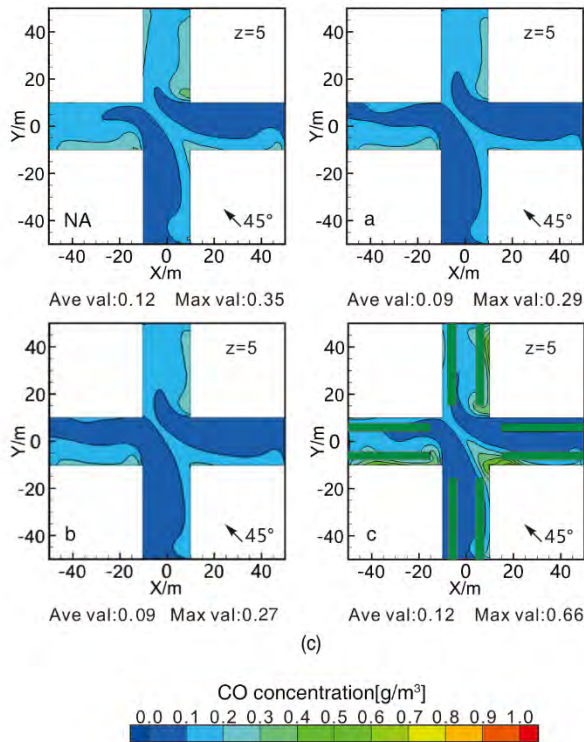 40
20
0
-20
-40
Y/m
z=5
NA
45°
-40 -20 0 20 40
X/m
Ave val:0.12 Max val:0.35
40
20
0
-20
-40
Y/m
z=5
a
45°
-40 -20 0 20 40
X/m
Ave val:0.09 Max val:0.29
40
20
0
-20
-40
Y/m
z=5
b
45°
-40 -20 0 20 40
X/m
Ave val:0.09 Max val:0.27
40
20
0
-20
-40
Y/m
z=5
c
45°
-40 -20 0 20 40
X/m
Ave val:0.12 Max val:0.66
(c)
CO concentration[g/m³]
0.0 0.1 0.2 0.3 0.4 0.5 0.6 0.7 0.8 0.9 1.0